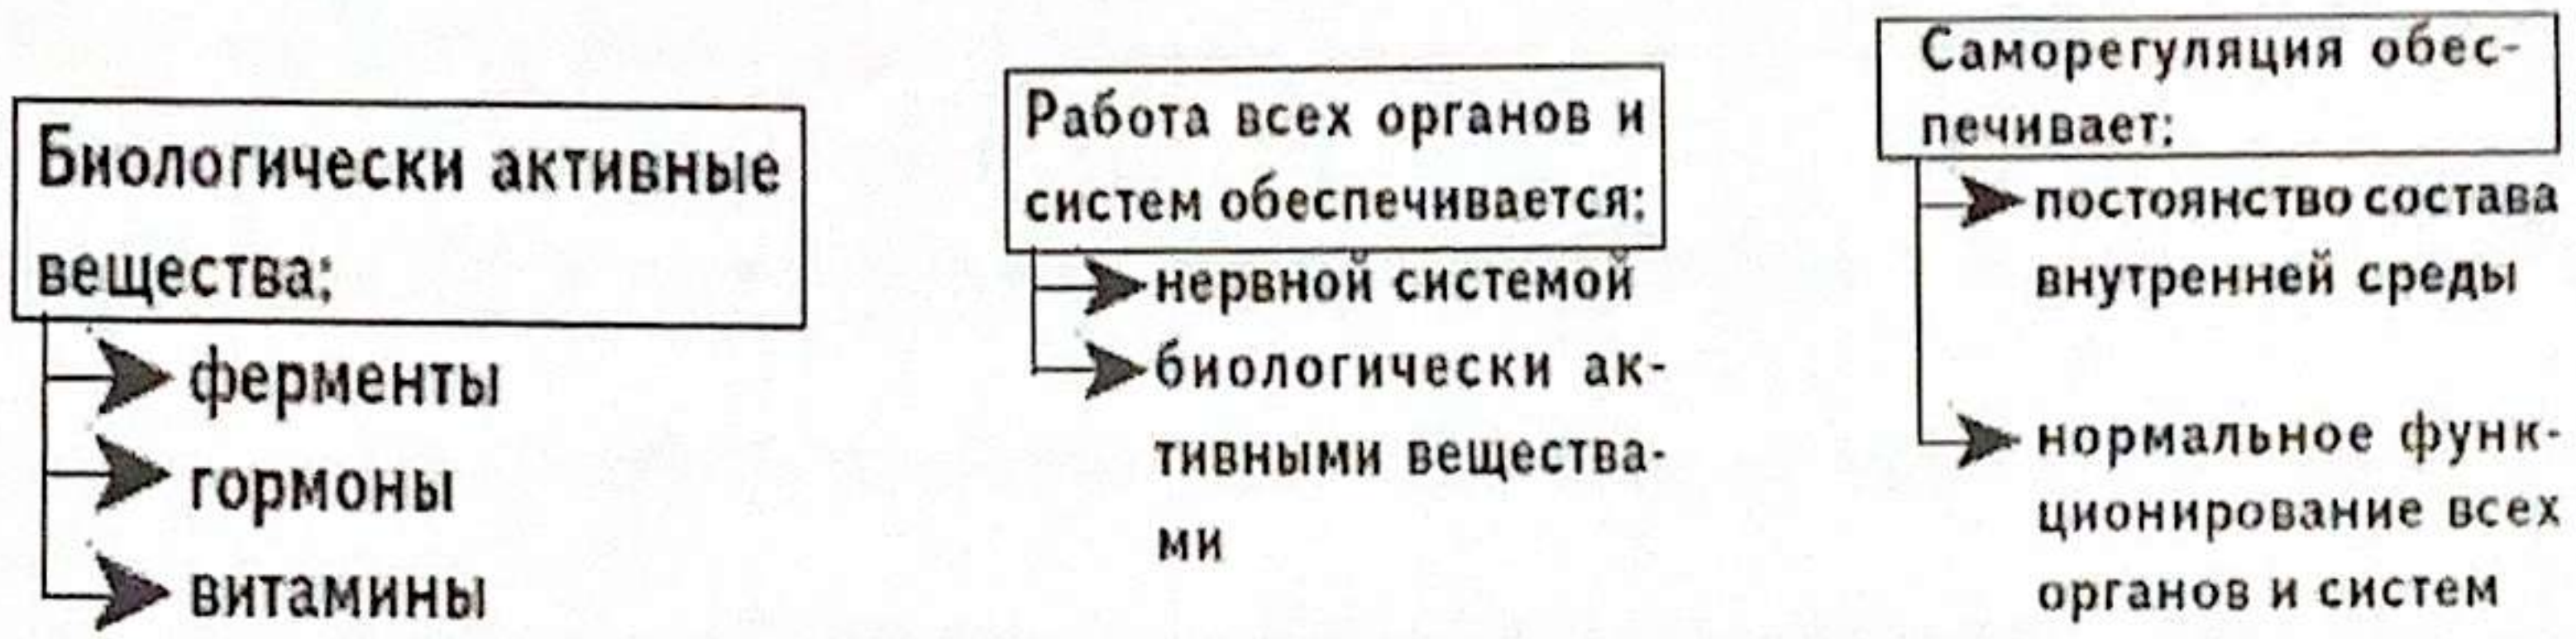 Биологически активные
вещества:
ферменты
гормоны
витамины
Работа всех органов и
систем обеспечивается:
нервной системой
биологически ак-
тивными вещества-
ми
Саморегуляция обес-
печивает:
постоянство состава
внутренней среды
нормальное функ-
ционирование всех
органов и систем